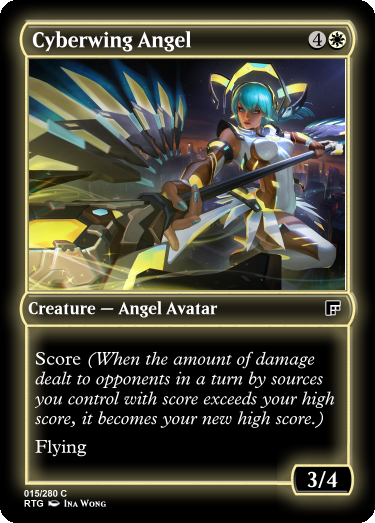 Cyberwing Angel 4
Creature — Angel Avatar
Score (When the amount of damage
dealt to opponents in a turn by sources
you control with score exceeds your high
score, it becomes your new high score.)
Flying
3/4
015/280 C
RTG Ina Wong